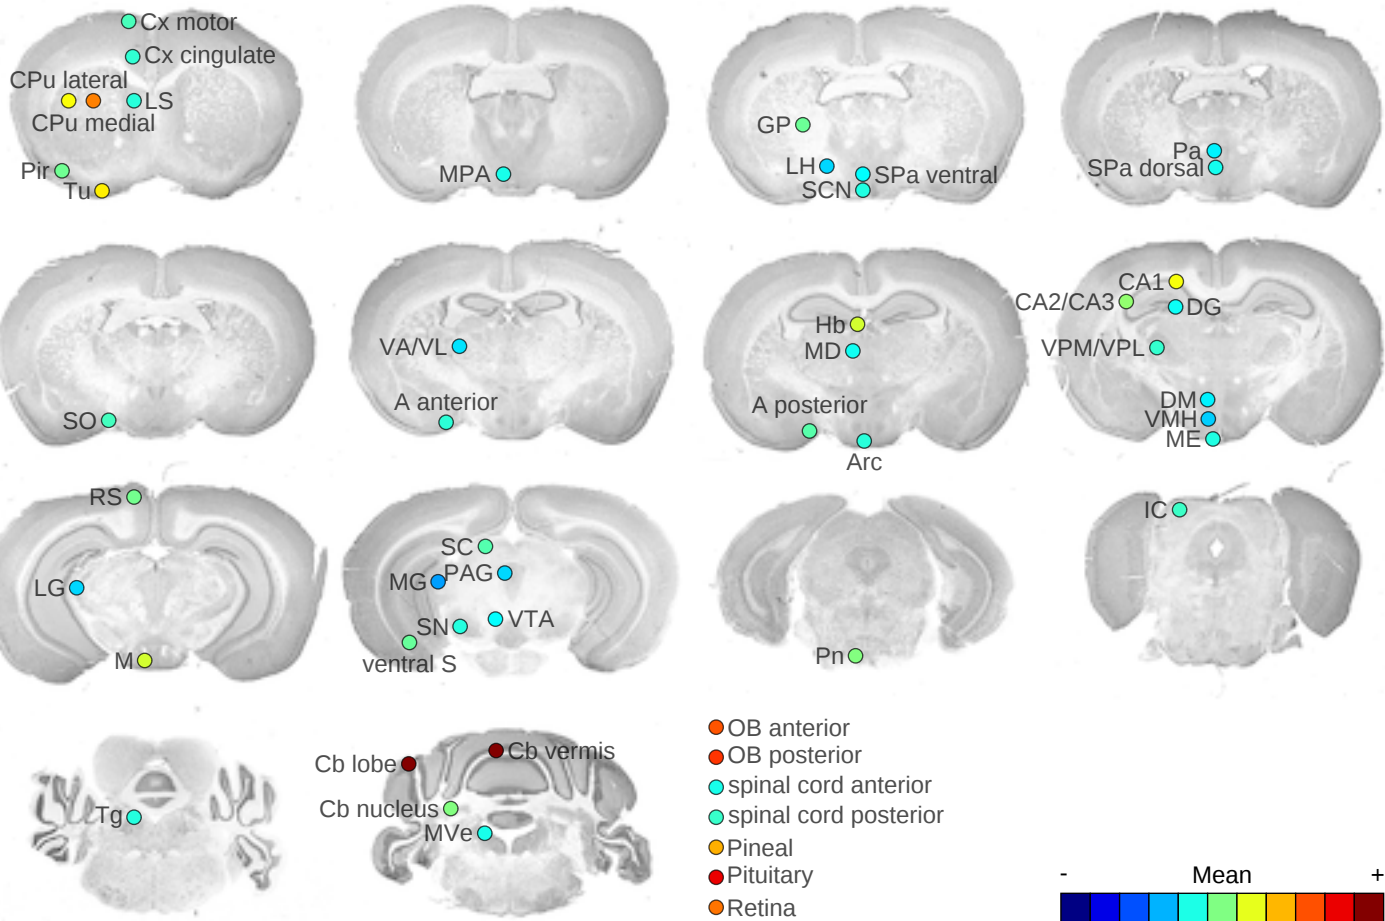 Cx motor
Cx cingulate
CPu lateral
LS
CPu medial
Pir
Tu
MPA
GP
LH
SPa ventral
SCN
Pa
SPa dorsal
SO
VA/VL
A anterior
Hb
MD
A posterior
Arc
CA1
CA2/CA3
DG
VPM/VPL
DM
VMH
ME
RS
LG
M
SC
MG
PAG
SN
VTA
ventral S
Pn
IC
Tg
Cb lobe
Cb vermis
Cb nucleus
MVe
OB anterior
OB posterior
spinal cord anterior
spinal cord posterior
Pineal
Pituitary
Retina
- Mean +